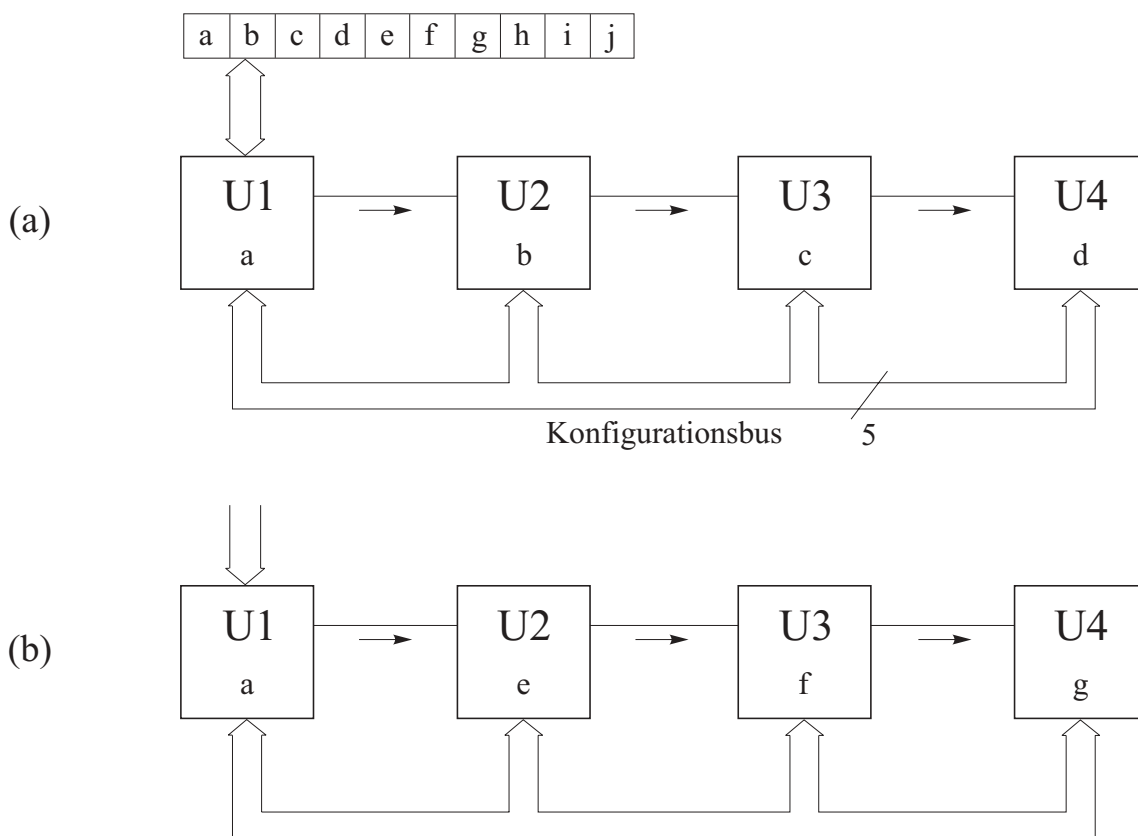 a b c d e f g h i j
(a)
U1 U2 U3 U4
a b c d
Konfigurationsbus 5
(b)
U1 U2 U3 U4
a e f g